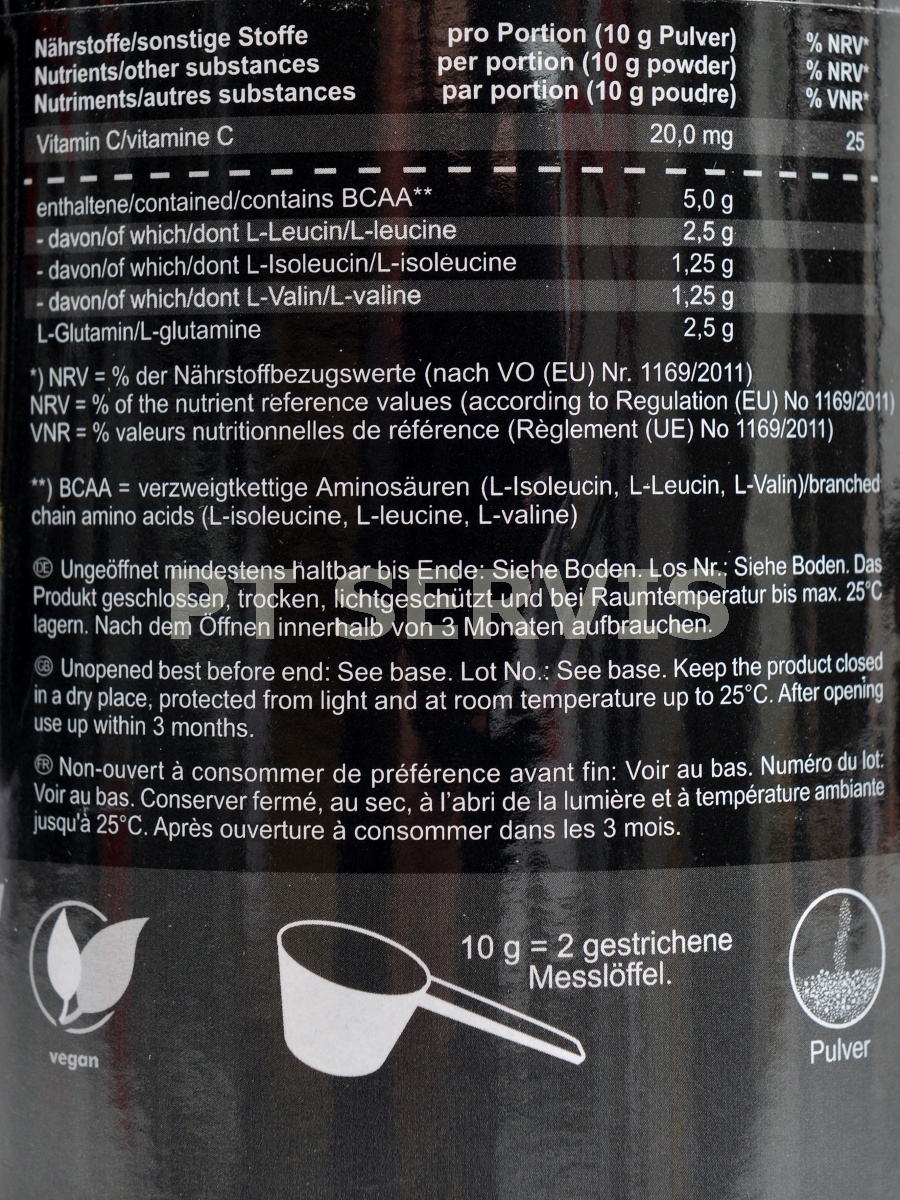 Nährstoffe/sonstige Stoffe pro Portion (10 g Pulver) % NRV*
Nutrients/other substances per portion (10 g powder) % NRV*
Nutriments/autres substances par portion (10 g poudre) % VNR*
Vitamin C/vitamine C 20,0 mg 25
enthaltene/contained/contains BCAA** 5,0 g
- davon/of which/dont L-Leucin/L-leucine 2,5 g
- davon/of which/dont L-Isoleucin/L-isoleucine 1,25 g
- davon/of which/dont L-Valin/L-valine 1,25 g
L-Glutamin/L-glutamine 2,5 g
*) NRV = % der Nährstoffbezugswerte (nach VO (EU) Nr. 1169/2011)
NRV = % of the nutrient reference values (according to Regulation (EU) No 1169/2011)
VNR = % valeurs nutritionnelles de référence (Règlement (UE) No 1169/2011)
**) BCAA = verzweigtkettige Aminosäuren (L-Isoleucin, L-Leucin, L-Valin)/branched
chain amino acids (L-isoleucine, L-leucine, L-valine)
DE Ungeöffnet mindestens haltbar bis Ende: Siehe Boden. Los Nr.: Siehe Boden. Das
Produkt geschlossen, trocken, lichtgeschützt und bei Raumtemperatur bis max. 25°C
lagern. Nach dem Öffnen innerhalb von 3 Monaten aufbrauchen.
PT SERVIS
GB Unopened best before end: See base. Lot No.: See base. Keep the product closed
in a dry place, protected from light and at room temperature up to 25°C. After opening
use up within 3 months.
FR Non-ouvert à consommer de préférence avant fin: Voir au bas. Numéro du lot:
Voir au bas. Conserver fermé, au sec, à l'abri de la lumière et à température ambiante
jusqu'à 25°C. Après ouverture à consommer dans les 3 mois.
10 g = 2 gestrichene
Messlöffel.
vegan
Pulver